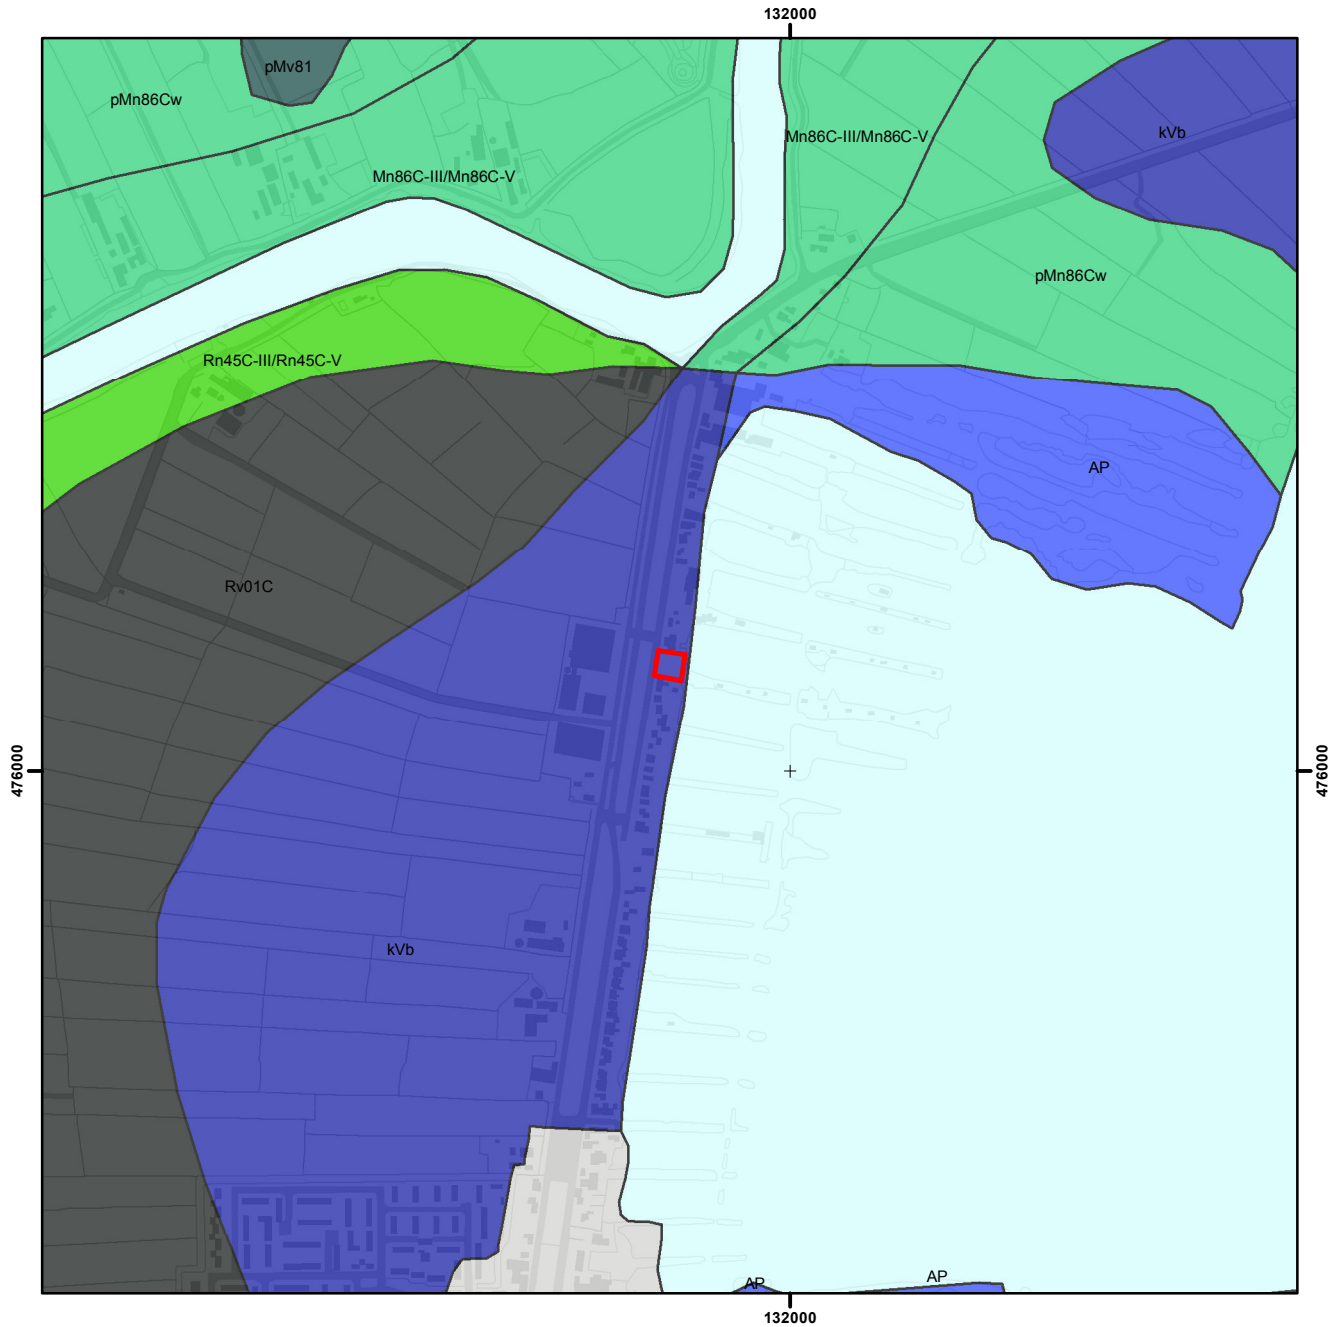 132000
pMv81
pMn86Cw
Mn86C-III/Mn86C-V
kVb
Mn86C-III/Mn86C-V
pMn86Cw
Rn45C-III/Rn45C-V
AP
Rv01C
476000
476000
kVb
AP
AP
132000